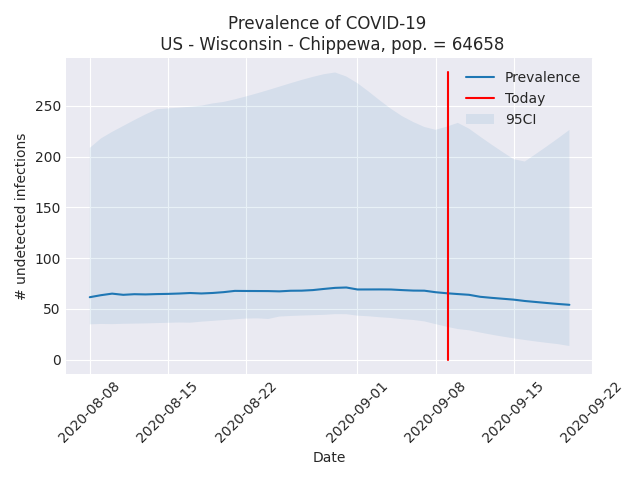 Prevalence of COVID-19
US - Wisconsin - Chippewa, pop. = 64658
Prevalence
Today
95CI
# undetected infections
250
200
150
100
50
0
2020-08-08
2020-08-15
2020-08-22
2020-09-01
2020-09-08
2020-09-15
2020-09-22
Date